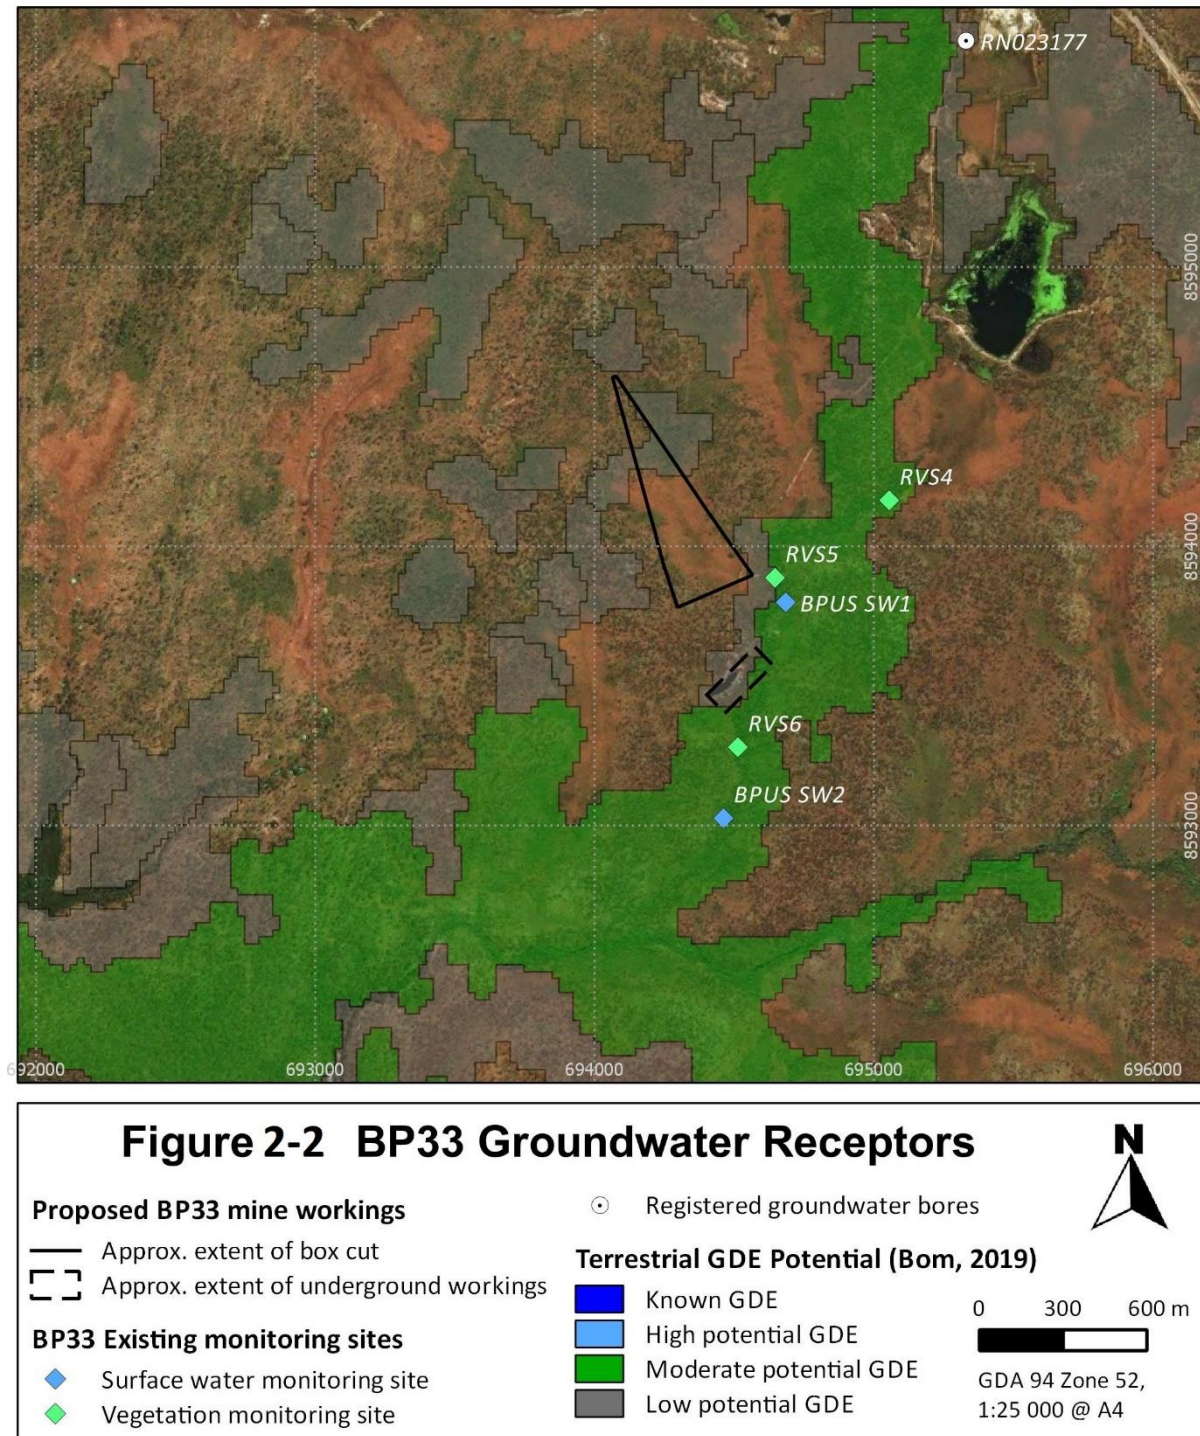 RN023177
8595000
RVS4
8594000
RVS5
BPUS SW1
RVS6
BPUS SW2
8593000
692000
693000
694000
695000
696000
Figure 2-2 BP33 Groundwater Receptors
N
Proposed BP33 mine workings
Approx. extent of box cut
Approx. extent of underground workings
BP33 Existing monitoring sites
Surface water monitoring site
Vegetation monitoring site
Registered groundwater bores
Terrestrial GDE Potential (Bom, 2019)
Known GDE
High potential GDE
Moderate potential GDE
Low potential GDE
0 300 600 m
GDA 94 Zone 52,
1:25 000 @ A4